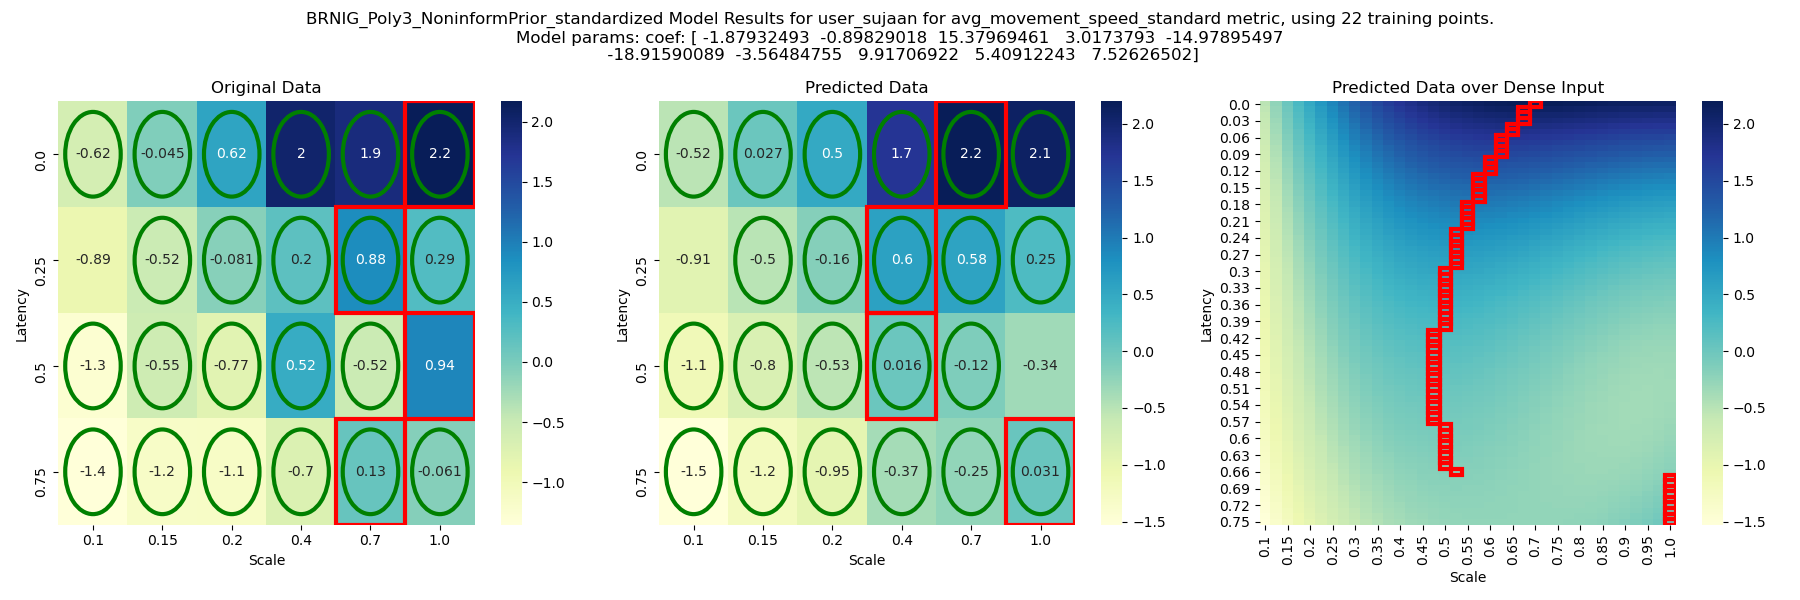 BRNIG_Poly3_NoninformPrior_standardized Model Results for user_sujaan for avg_movement_speed_standard metric, using 22 training points.
Model params: coef: [ -1.87932493  -0.89829018  15.37969461   3.0173793  -14.97895497
-18.91590089  -3.56484755   9.91706922   5.40912243   7.52626502]
Original Data
0.0 -0.62 -0.045 0.62 2 1.9 2.2
0.25 -0.89 -0.52 -0.081 0.2 0.88 0.29
0.5 -1.3 -0.55 -0.77 0.52 -0.52 0.94
0.75 -1.4 -1.2 -1.1 -0.7 0.13 -0.061
0.1 0.15 0.2 0.4 0.7 1.0
Scale
Latency
2.0
1.5
1.0
0.5
0.0
−0.5
−1.0
Predicted Data
0.0 -0.52 0.027 0.5 1.7 2.2 2.1
0.25 -0.91 -0.5 -0.16 0.6 0.58 0.25
0.5 -1.1 -0.8 -0.53 0.016 -0.12 -0.34
0.75 -1.5 -1.2 -0.95 -0.37 -0.25 0.031
0.1 0.15 0.2 0.4 0.7 1.0
Scale
Latency
2.0
1.5
1.0
0.5
0.0
−0.5
−1.0
−1.5
Predicted Data over Dense Input
0.0
0.03
0.06
0.09
0.12
0.15
0.18
0.21
0.24
0.27
0.3
0.33
0.36
0.39
0.42
0.45
0.48
0.51
0.54
0.57
0.6
0.63
0.66
0.69
0.72
0.75
0.1 0.15 0.2 0.25 0.3 0.35 0.4 0.45 0.5 0.55 0.6 0.65 0.7 0.75 0.8 0.85 0.9 0.95 1.0
Scale
Latency
2.0
1.5
1.0
0.5
0.0
−0.5
−1.0
−1.5